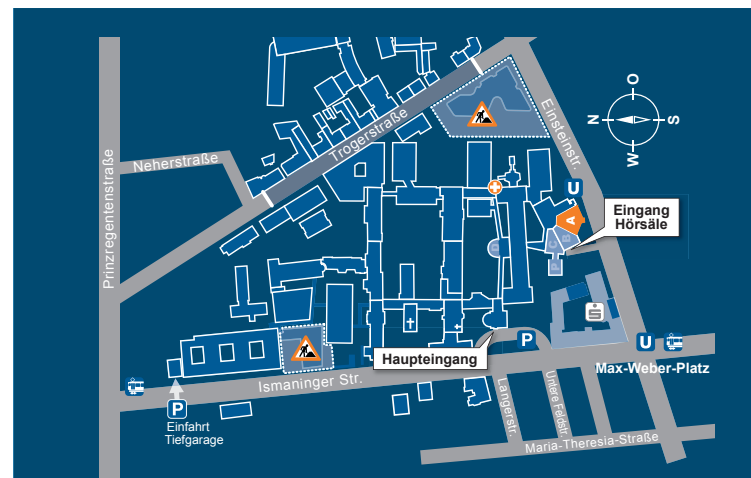 O
N
S
W
Einsteinstr.
Trogerstraße
Neherstraße
Prinzregentenstraße
U
Eingang
Hörsäle
A
B
C
D
P
S
P
U
Haupteingang
Max-Weber-Platz
Ismaninger Str.
P
Einfahrt
Tiefgarage
Langerstr.
Untere Feldstr.
Maria-Theresia-Straße